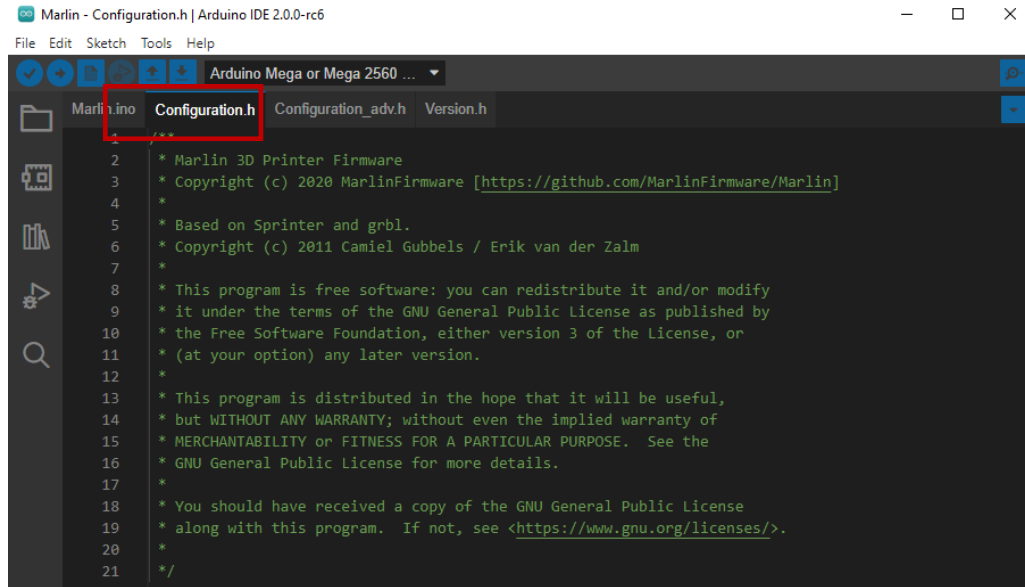 Marlin - Configuration.h | Arduino IDE 2.0.0-rc6
File Edit Sketch Tools Help
Arduino Mega or Mega 2560 ...
Marlin.ino Configuration.h Configuration_adv.h Version.h
1 /**
2 * Marlin 3D Printer Firmware
3 * Copyright (c) 2020 MarlinFirmware [https://github.com/MarlinFirmware/Marlin]
4 *
5 * Based on Sprinter and grbl.
6 * Copyright (c) 2011 Camiel Gubbels / Erik van der Zalm
7 *
8 * This program is free software: you can redistribute it and/or modify
9 * it under the terms of the GNU General Public License as published by
10 * the Free Software Foundation, either version 3 of the License, or
11 * (at your option) any later version.
12 *
13 * This program is distributed in the hope that it will be useful,
14 * but WITHOUT ANY WARRANTY; without even the implied warranty of
15 * MERCHANTABILITY or FITNESS FOR A PARTICULAR PURPOSE.  See the
16 * GNU General Public License for more details.
17 *
18 * You should have received a copy of the GNU General Public License
19 * along with this program.  If not, see <https://www.gnu.org/licenses/>.
20 *
21 */